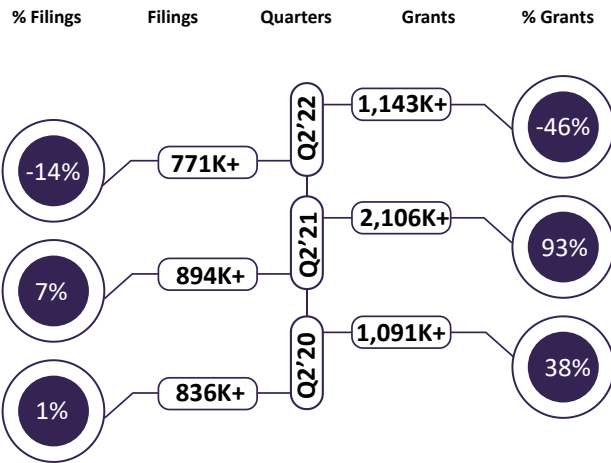 % Filings Filings Quarters Grants % Grants
Q2'22
1,143K+
-46%
-14%
771K+
Q2'21
2,106K+
93%
7%
894K+
Q2'20
1,091K+
38%
1%
836K+